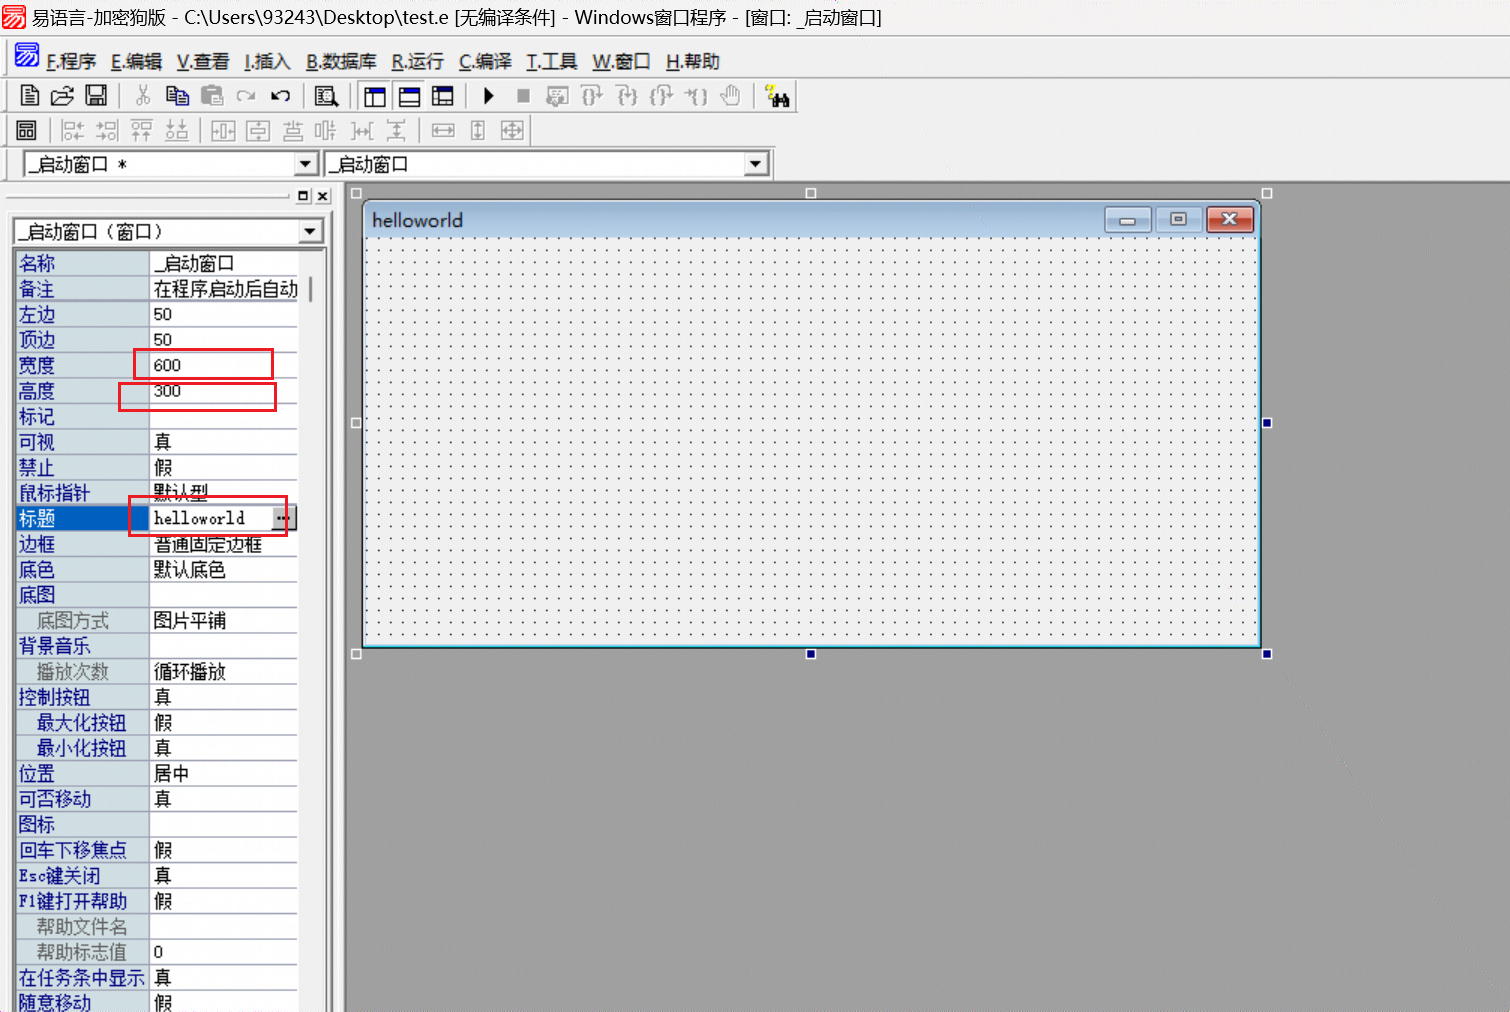 易语言-加密狗版 - C:\Users\93243\Desktop\test.e [无编译条件] - Windows窗口程序 - [窗口: _启动窗口]
F.程序 E.编辑 V.查看 I.插入 B.数据库 R.运行 C.编译 T.工具 W.窗口 H.帮助
_启动窗口 * _启动窗口
_启动窗口（窗口）
helloworld
名称 _启动窗口
备注 在程序启动后自动
左边 50
顶边 50
宽度 600
高度 300
标记
可视 真
禁止 假
鼠标指针 默认型
标题 helloworld ...
边框 普通固定边框
底色 默认底色
底图
底图方式 图片平铺
背景音乐
播放次数 循环播放
控制按钮 真
最大化按钮 假
最小化按钮 真
位置 居中
可否移动 真
图标
回车下移焦点 假
Esc键关闭 真
F1键打开帮助 假
帮助文件名
帮助标志值 0
在任务条中显示 真
随意移动 假